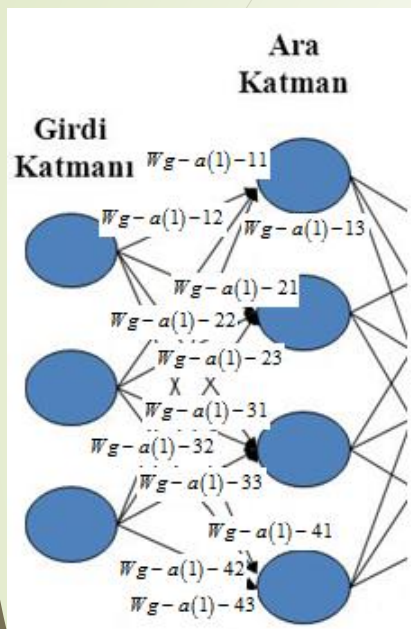 Ara
Katman
Girdi
Katmanı
Wg-a(1)-11
Wg-a(1)-12
Wg-a(1)-13
Wg-a(1)-21
Wg-a(1)-22
Wg-a(1)-23
Wg-a(1)-31
Wg-a(1)-32
Wg-a(1)-33
Wg-a(1)-41
Wg-a(1)-42
Wg-a(1)-43